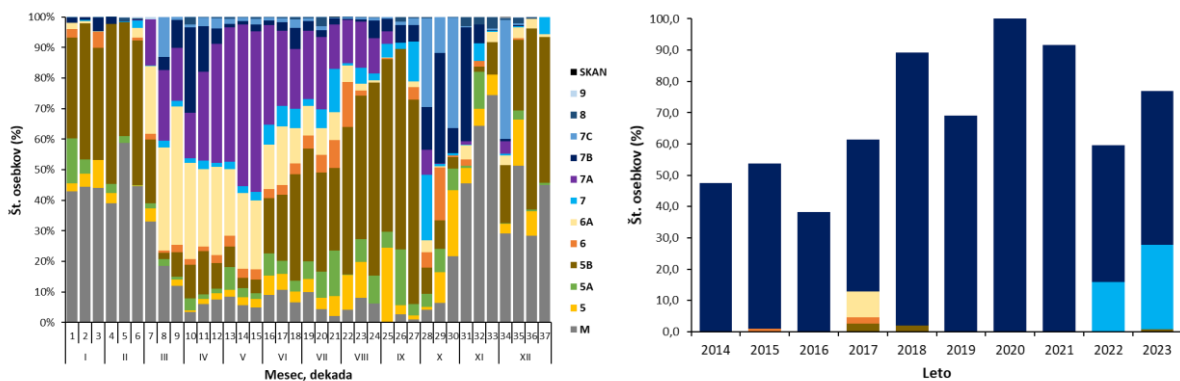 100%
90%
80%
70%
60%
50%
40%
30%
20%
10%
0%
Št. osebkov (%)
1 2 3 4 5 6 7 8 9 10 11 12 13 14 15 16 17 18 19 20 21 22 23 24 25 26 27 28 29 30 31 32 33 34 35 36 37
I II III IV V VI VII VIII IX X XI XII
Mesec, dekada
SKAN
9
8
7C
7B
7A
7
6A
6
5B
5A
5
M
100,0
90,0
80,0
70,0
60,0
50,0
40,0
30,0
20,0
10,0
0,0
Št. osebkov (%)
2014 2015 2016 2017 2018 2019 2020 2021 2022 2023
Leto